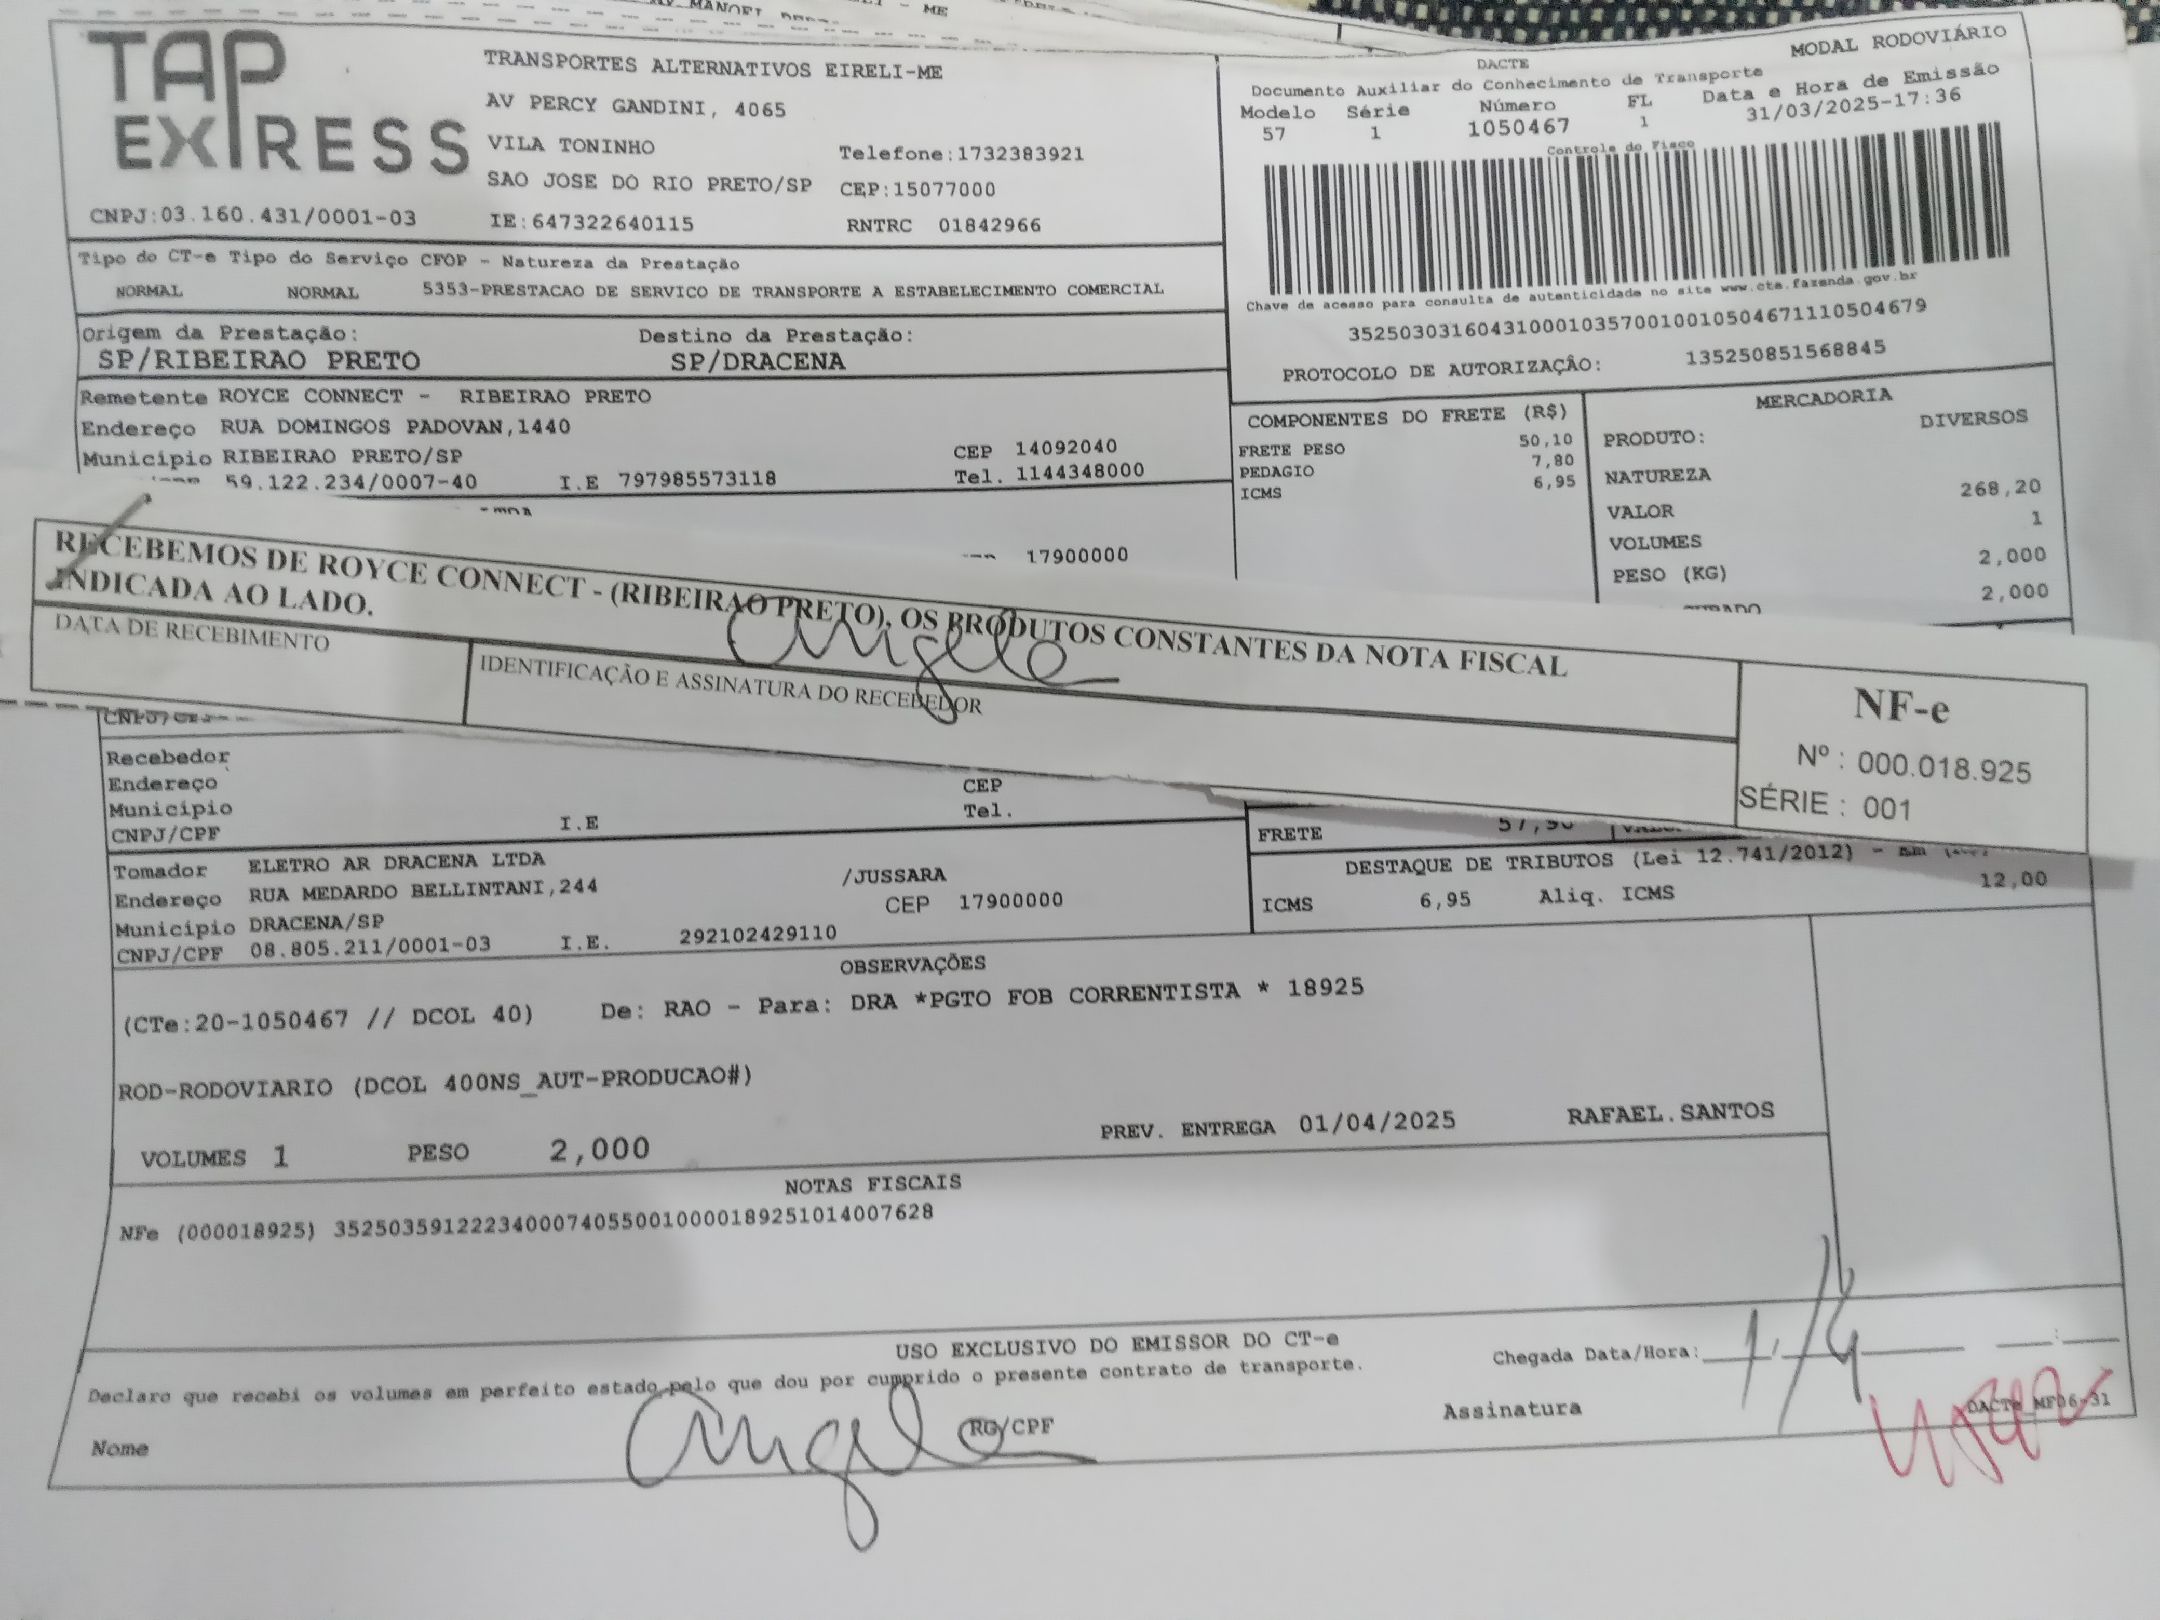 MANOEL
- ME
TAP
EXPRESS
CNPJ:03.160.431/0001-03
TRANSPORTES ALTERNATIVOS EIRELI-ME
AV PERCY GANDINI, 4065
VILA TONINHO Telefone:1732383921
SAO JOSE DO RIO PRETO/SP CEP:15077000
IE:647322640115 RNTRC 01842966
MODAL RODOVIÁRIO
DACTE
Documento Auxiliar do Conhecimento de Transporte
Modelo Série Número FL Data e Hora de Emissão
57 1 1050467 1 31/03/2025-17:36
Controle do Fisco
Chave de acesso para consulta de autenticidade no site www.cte.fazenda.gov.br
35250303160431000103570010010504671110504679
PROTOCOLO DE AUTORIZAÇÂO: 135250851568845
Tipo do CT-e Tipo do Serviço CFOP - Natureza da Prestação
NORMAL NORMAL 5353-PRESTACAO DE SERVICO DE TRANSPORTE A ESTABELECIMENTO COMERCIAL
Origem da Prestação: Destino da Prestação:
SP/RIBEIRAO PRETO SP/DRACENA
Remetente ROYCE CONNECT - RIBEIRAO PRETO
Endereço RUA DOMINGOS PADOVAN,1440
Municipio RIBEIRAO PRETO/SP CEP 14092040
59.122.234/0007-40 I.E 797985573118 Tel. 1144348000
17900000
COMPONENTES DO FRETE (R$)
FRETE PESO 50,10
PEDAGIO 7,80
ICMS 6,95
MERCADORIA
PRODUTO: DIVERSOS
NATUREZA
VALOR 268,20
VOLUMES 1
PESO (KG) 2,000
2,000
RECEBEMOS DE ROYCE CONNECT - (RIBEIRAO PRETO), OS PRODUTOS CONSTANTES DA NOTA FISCAL
INDICADA AO LADO.
DATA DE RECEBIMENTO
IDENTIFICAÇÃO E ASSINATURA DO RECEBEDOR
Angelo
NF-e
Nº : 000.018.925
SÉRIE : 001
CNPJ/CPF
Recebedor
Endereço CEP
Municipio Tel.
CNPJ/CPF I.E
FRETE 57,90
Tomador ELETRO AR DRACENA LTDA
Endereço RUA MEDARDO BELLINTANI,244 /JUSSARA
Municipio DRACENA/SP CEP 17900000
CNPJ/CPF 08.805.211/0001-03 I.E. 292102429110
DESTAQUE DE TRIBUTOS (Lei 12.741/2012) - Em
ICMS 6,95 Aliq. ICMS 12,00
OBSERVAÇÕES
(CTe:20-1050467 // DCOL 40) De: RAO - Para: DRA *PGTO FOB CORRENTISTA * 18925
ROD-RODOVIARIO (DCOL 400NS_AUT-PRODUCAO#)
VOLUMES 1 PESO 2,000 PREV. ENTREGA 01/04/2025 RAFAEL.SANTOS
NOTAS FISCAIS
NFe (000018925) 35250359122234000740550010000189251014007628
USO EXCLUSIVO DO EMISSOR DO CT-e
Declaro que recebi os volumes em perfeito estado pelo que dou por cumprido o presente contrato de transporte.
Chegada Data/Hora: 1/4
Nome Angelo RG/CPF Assinatura
DACTe_MF06-31